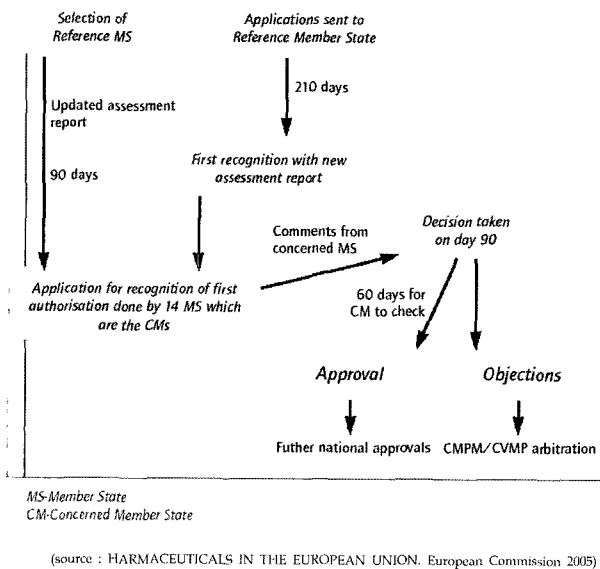 Selection of
Reference MS
Applications sent to
Reference Member State
Updated assessment
report
210 days
90 days
First recognition with new
assessment report
Comments from
concerned MS
Decision taken
on day 90
Application for recognition of first
authorisation done by 14 MS which
are the CMs
60 days for
CM to check
Approval
Objections
Futher national approvals
CMPM/CVMP arbitration
MS-Member State
CM-Concerned Member State
(source : HARMACEUTICALS IN THE EUROPEAN UNION. European Commission 2005)